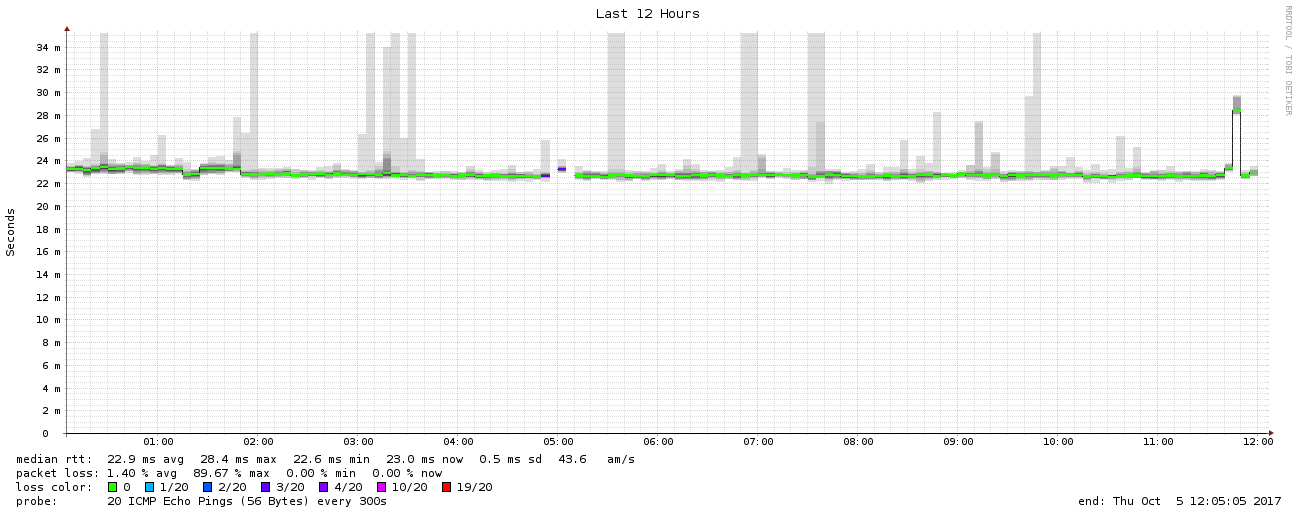 Last 12 Hours
RRDTOOL / TOBI OETIKER
Seconds
34 m
32 m
30 m
28 m
26 m
24 m
22 m
20 m
18 m
16 m
14 m
12 m
10 m
8 m
6 m
4 m
2 m
0
01:00 02:00 03:00 04:00 05:00 06:00 07:00 08:00 09:00 10:00 11:00 12:00
median rtt: 22.9 ms avg 28.4 ms max 22.6 ms min 23.0 ms now 0.5 ms sd 43.6 am/s
packet loss: 1.40 % avg 89.67 % max 0.00 % min 0.00 % now
loss color: 0 1/20 2/20 3/20 4/20 10/20 19/20
probe: 20 ICMP Echo Pings (56 Bytes) every 300s end: Thu Oct 5 12:05:05 2017